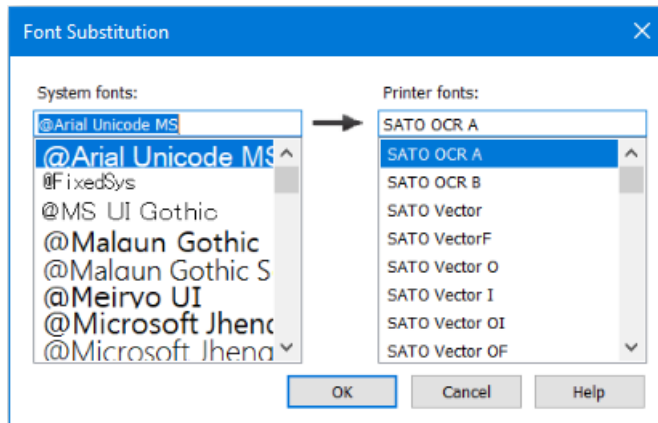 Font Substitution
System fonts:
@Arial Unicode MS
@Arial Unicode MS
@FixedSys
@MS UI Gothic
@Malgun Gothic
@Malgun Gothic S
@Meiryo UI
@Microsoft Jheng
@Microsoft Jheng
Printer fonts:
SATO OCR A
SATO OCR A
SATO OCR B
SATO Vector
SATO VectorF
SATO Vector O
SATO Vector I
SATO Vector OI
SATO Vector OF
OK
Cancel
Help